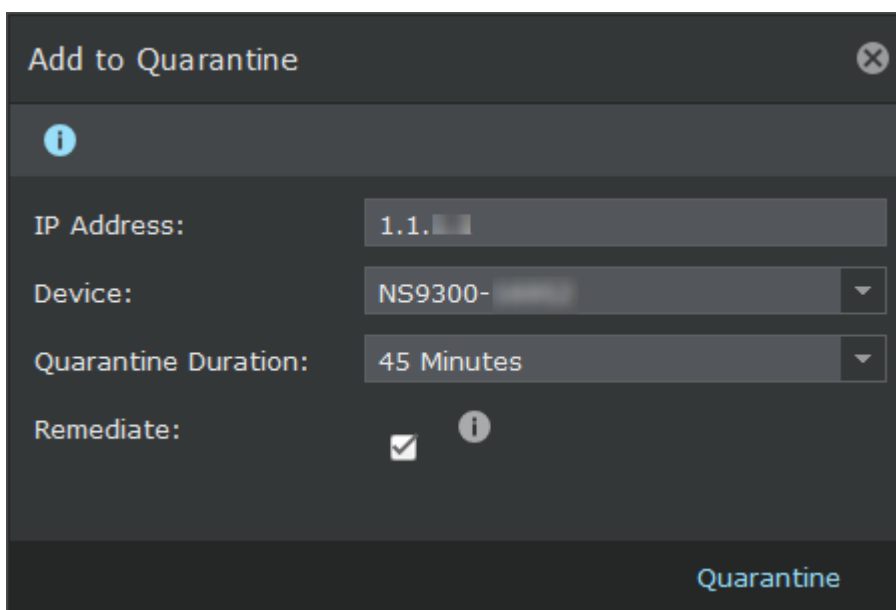 Add to Quarantine
IP Address: 1.1.
Device: NS9300-
Quarantine Duration: 45 Minutes
Remediate:
Quarantine